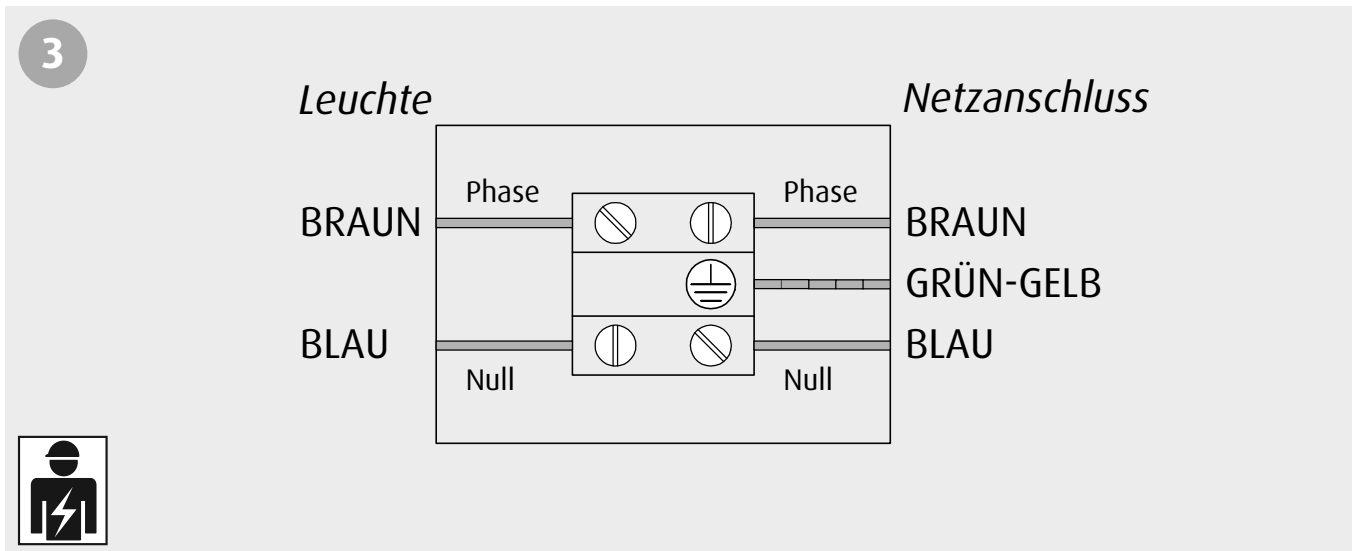 3
Leuchte
Netzanschluss
Phase
Phase
BRAUN
BRAUN
GRÜN-GELB
BLAU
BLAU
Null
Null